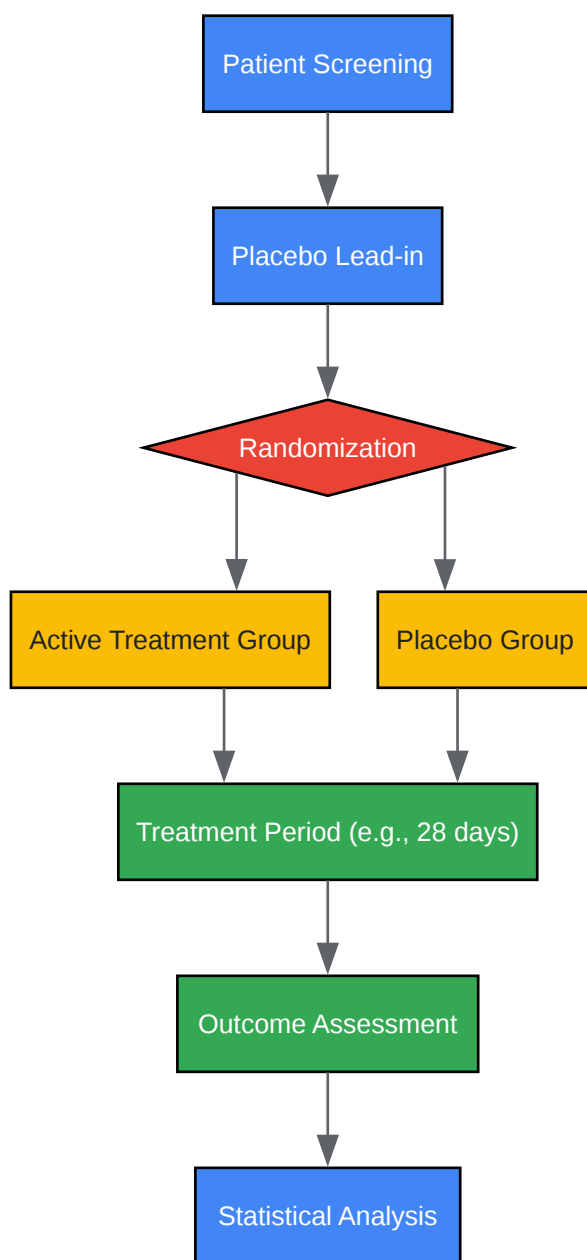 Patient Screening
Placebo Lead-in
Randomization
Active Treatment Group
Placebo Group
Treatment Period (e.g., 28 days)
Outcome Assessment
Statistical Analysis